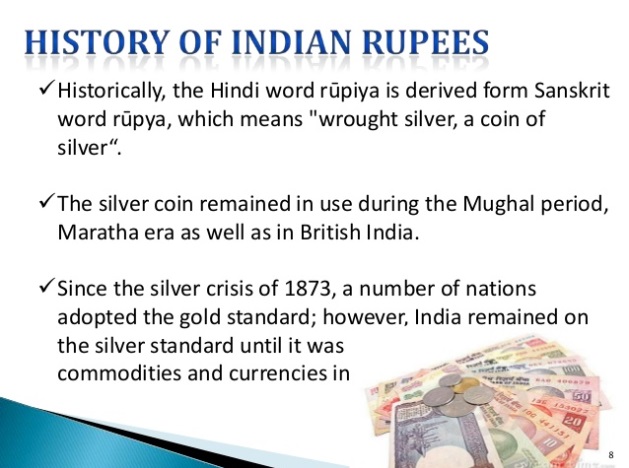 HISTORY OF INDIAN RUPEES
✓Historically, the Hindi word rūpiya is derived form Sanskrit
word rūpya, which means "wrought silver, a coin of
silver“.
✓The silver coin remained in use during the Mughal period,
Maratha era as well as in British India.
✓Since the silver crisis of 1873, a number of nations
adopted the gold standard; however, India remained on
the silver standard until it was
commodities and currencies in
50
20
10
8